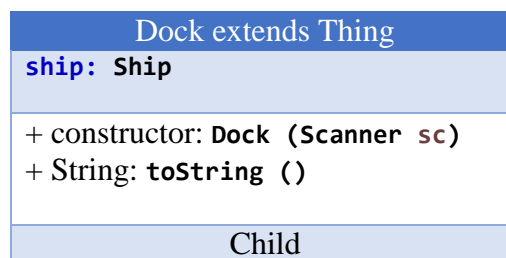 Dock extends Thing
ship: Ship
+ constructor: Dock (Scanner sc)
+ String: toString ()
Child